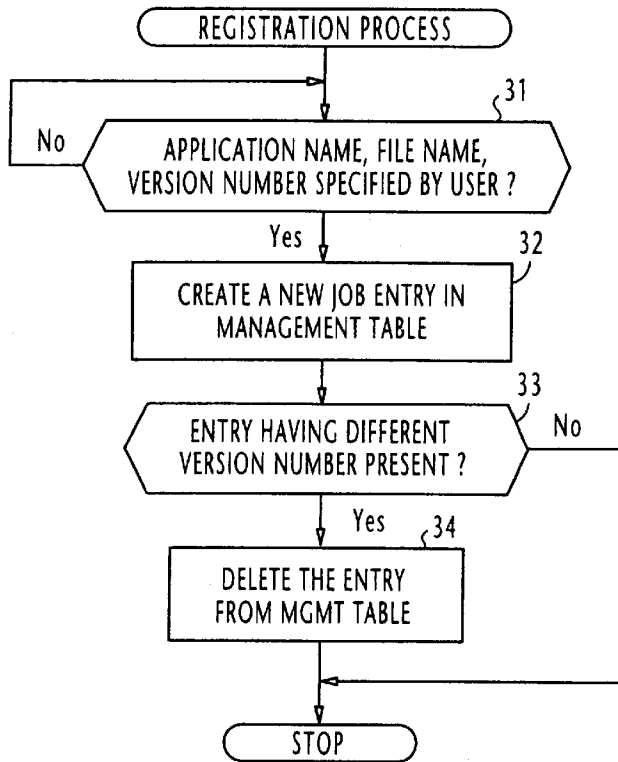 REGISTRATION PROCESS
31
No
APPLICATION NAME, FILE NAME,
VERSION NUMBER SPECIFIED BY USER ?
Yes
32
CREATE A NEW JOB ENTRY IN
MANAGEMENT TABLE
33
ENTRY HAVING DIFFERENT
VERSION NUMBER PRESENT ?
No
Yes
34
DELETE THE ENTRY
FROM MGMT TABLE
STOP